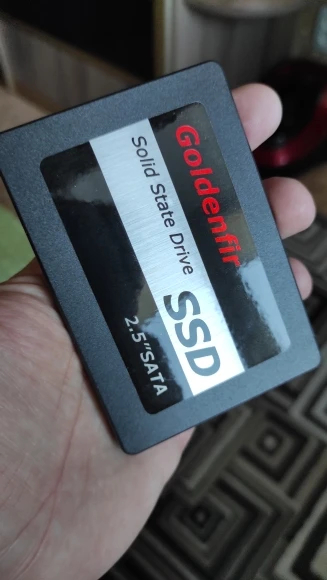 Goldenfir
Solid State Drive
SSD
2.5"SATA